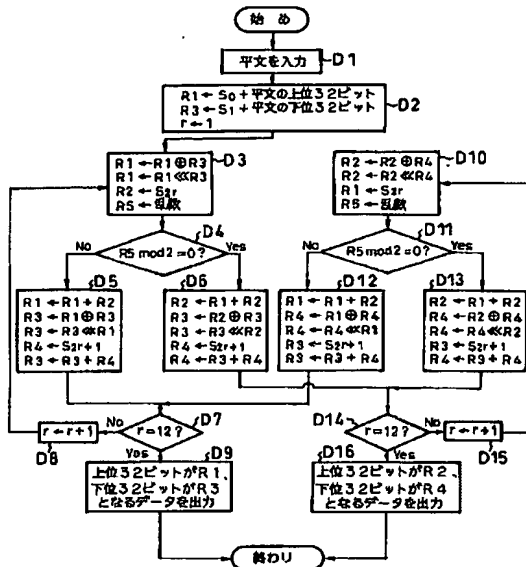 始め
平文を入力
D1
R1←S0+平文の上位32ビット
R3←S1+平文の下位32ビット
r←1
D2
R1←R1⊕R3
R1←R1⋘R3
R2←S2r
R5←乱数
D3
R2←R2⊕R4
R2←R2⋘R4
R1←S2r
R6←乱数
D10
D4
No
R5 mod2=0?
Yes
D11
No
R5 mod2=0?
Yes
D5
R1←R1+R2
R3←R1⊕R3
R3←R3⋘R1
R4←S2r+1
R3←R3+R4
D6
R2←R1+R2
R3←R2⊕R3
R3←R3⋘R2
R4←S2r+1
R4←R3+R4
D12
R1←R1+R2
R4←R1⊕R4
R4←R4⋘R1
R3←S2r+1
R3←R3+R4
D13
R2←R1+R2
R4←R2⊕R4
R4←R4⋘R2
R3←S2r+1
R4←R3+R4
r←r+1
D8
No
r=12?
D7
Yes
D9
D14
r=12?
No
r←r+1
D15
Yes
D16
上位32ビットがR1、
下位32ビットがR3
となるデータを出力
上位32ビットがR2、
下位32ビットがR4
となるデータを出力
終わり